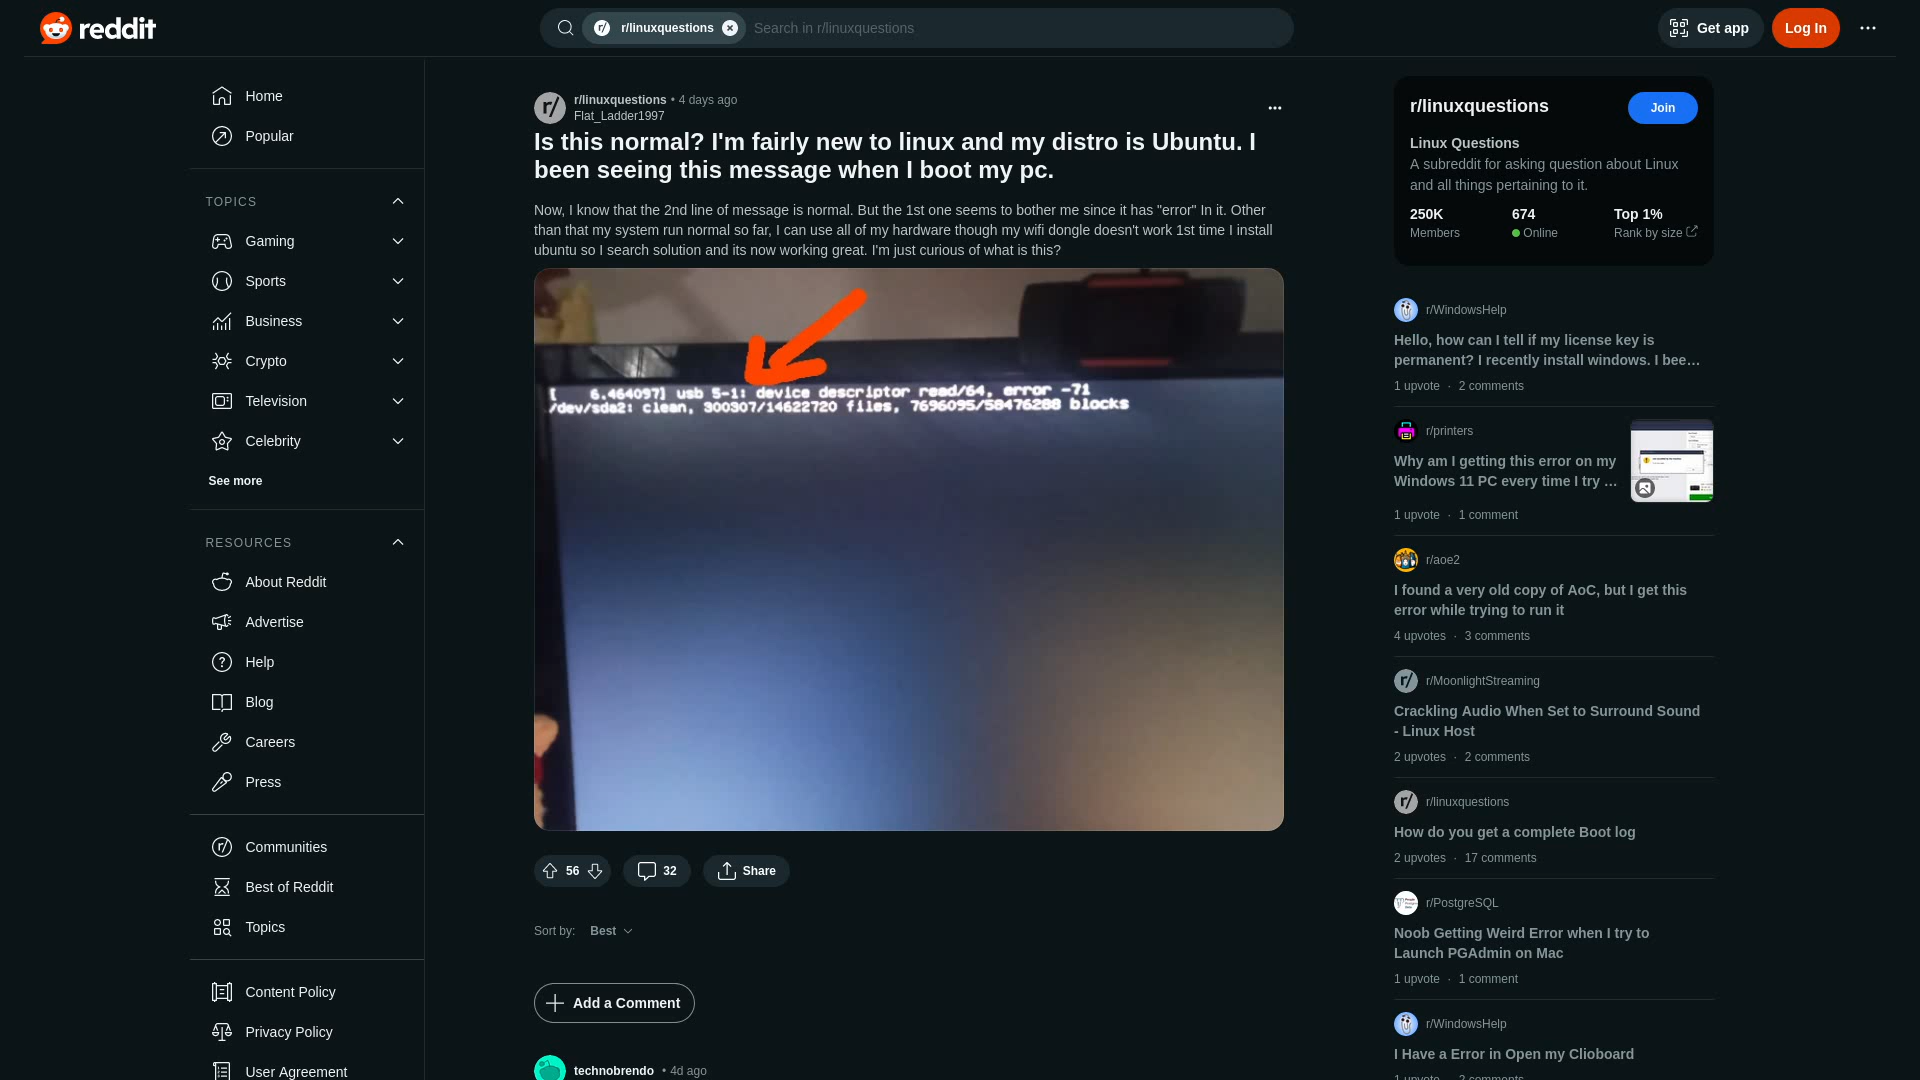 reddit
r/linuxquestions
Search in r/linuxquestions
Get app
Log In
Home
Popular
TOPICS
Gaming
Sports
Business
Crypto
Television
Celebrity
See more
RESOURCES
About Reddit
Advertise
Help
Blog
Careers
Press
Communities
Best of Reddit
Topics
Content Policy
Privacy Policy
User Agreement
r/linuxquestions • 4 days ago
Flat_Ladder1997
Is this normal? I'm fairly new to linux and my distro is Ubuntu. I
been seeing this message when I boot my pc.
Now, I know that the 2nd line of message is normal. But the 1st one seems to bother me since it has "error" In it. Other
than that my system run normal so far, I can use all of my hardware though my wifi dongle doesn't work 1st time I install
ubuntu so I search solution and its now working great. I'm just curious of what is this?
[ 6.464097] usb 5-1: device descriptor read/64, error -71
/dev/sda2: clean, 300307/14622720 files, 7696095/58476288 blocks
56
32
Share
Sort by: Best
Add a Comment
technobrendo • 4d ago
r/linuxquestions
Join
Linux Questions
A subreddit for asking question about Linux
and all things pertaining to it.
250K 674 Top 1%
Members Online Rank by size
r/WindowsHelp
Hello, how can I tell if my license key is
permanent? I recently install windows. I bee…
1 upvote · 2 comments
r/printers
Why am I getting this error on my
Windows 11 PC every time I try …
1 upvote · 1 comment
r/aoe2
I found a very old copy of AoC, but I get this
error while trying to run it
4 upvotes · 3 comments
r/MoonlightStreaming
Crackling Audio When Set to Surround Sound
- Linux Host
2 upvotes · 2 comments
r/linuxquestions
How do you get a complete Boot log
2 upvotes · 17 comments
r/PostgreSQL
Noob Getting Weird Error when I try to
Launch PGAdmin on Mac
1 upvote · 1 comment
r/WindowsHelp
I Have a Error in Open my Clioboard
1 upvote · 2 comments